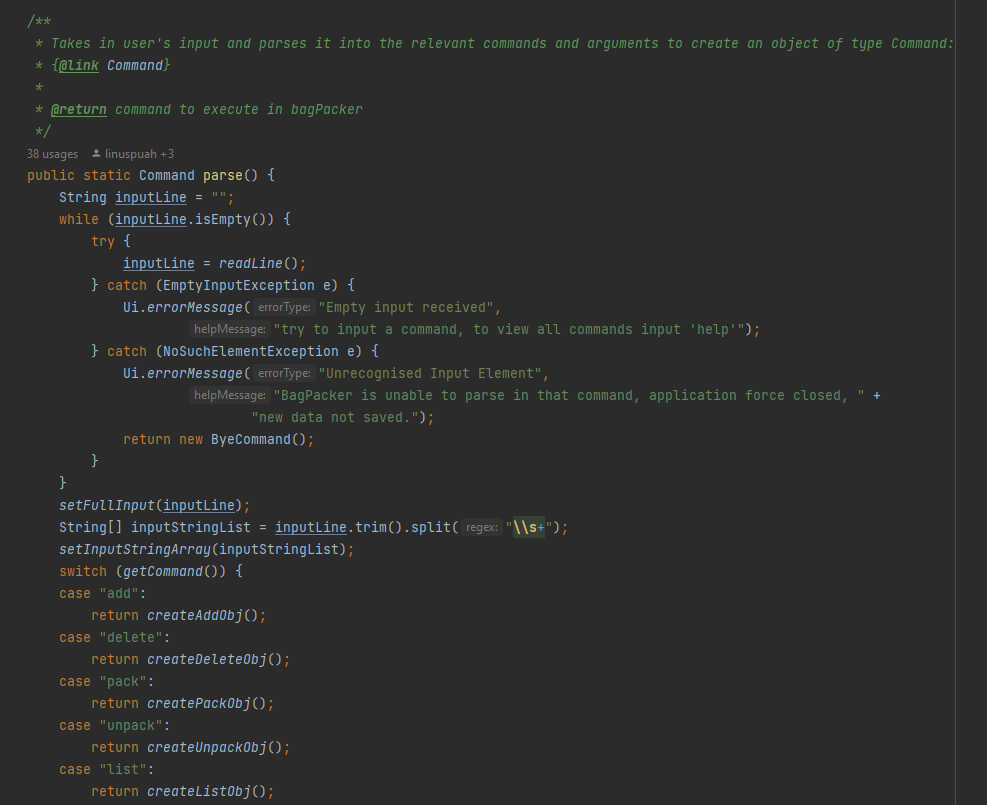 /**
 * Takes in user's input and parses it into the relevant commands and arguments to create an object of type Command:
 * {@link Command}
 *
 * @return command to execute in bagPacker
 */
38 usages linuspuah +3
public static Command parse() {
    String inputLine = "";
    while (inputLine.isEmpty()) {
        try {
            inputLine = readLine();
        } catch (EmptyInputException e) {
            Ui.errorMessage( errorType: "Empty input received",
                    helpMessage: "try to input a command, to view all commands input 'help'");
        } catch (NoSuchElementException e) {
            Ui.errorMessage( errorType: "Unrecognised Input Element",
                    helpMessage: "BagPacker is unable to parse in that command, application force closed, " +
                            "new data not saved.");
            return new ByeCommand();
        }
    }
    setFullInput(inputLine);
    String[] inputStringList = inputLine.trim().split( regex: "\\s+");
    setInputStringArray(inputStringList);
    switch (getCommand()) {
    case "add":
        return createAddObj();
    case "delete":
        return createDeleteObj();
    case "pack":
        return createPackObj();
    case "unpack":
        return createUnpackObj();
    case "list":
        return createListObj();